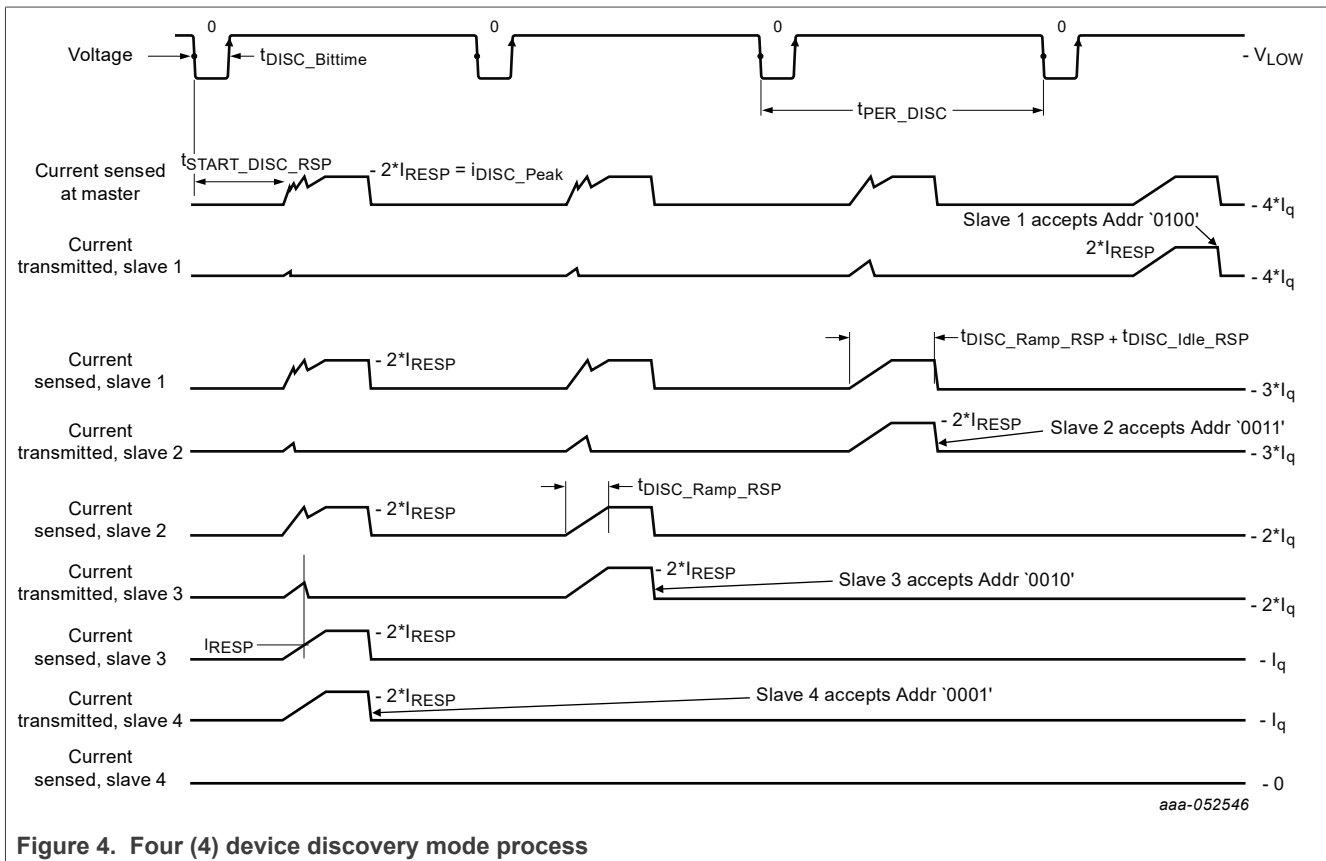 0 0 0 0
Voltage
tDISC_Bittime
- VLOW
tPER_DISC
tSTART_DISC_RSP
Current sensed
at master
- 2*IRESP = iDISC_Peak
- 4*Iq
Slave 1 accepts Addr `0100'
Current
transmitted, slave 1
2*IRESP
- 4*Iq
tDISC_Ramp_RSP + tDISC_Idle_RSP
Current
sensed, slave 1
- 2*IRESP
- 3*Iq
Current
transmitted, slave 2
- 2*IRESP
Slave 2 accepts Addr `0011'
- 3*Iq
tDISC_Ramp_RSP
Current
sensed, slave 2
- 2*IRESP
- 2*Iq
Current
transmitted, slave 3
- 2*IRESP
Slave 3 accepts Addr `0010'
- 2*Iq
IRESP
Current
sensed, slave 3
- 2*IRESP
- Iq
Current
transmitted, slave 4
- 2*IRESP
Slave 4 accepts Addr `0001'
- Iq
Current
sensed, slave 4
- 0
aaa-052546
Figure 4. Four (4) device discovery mode process